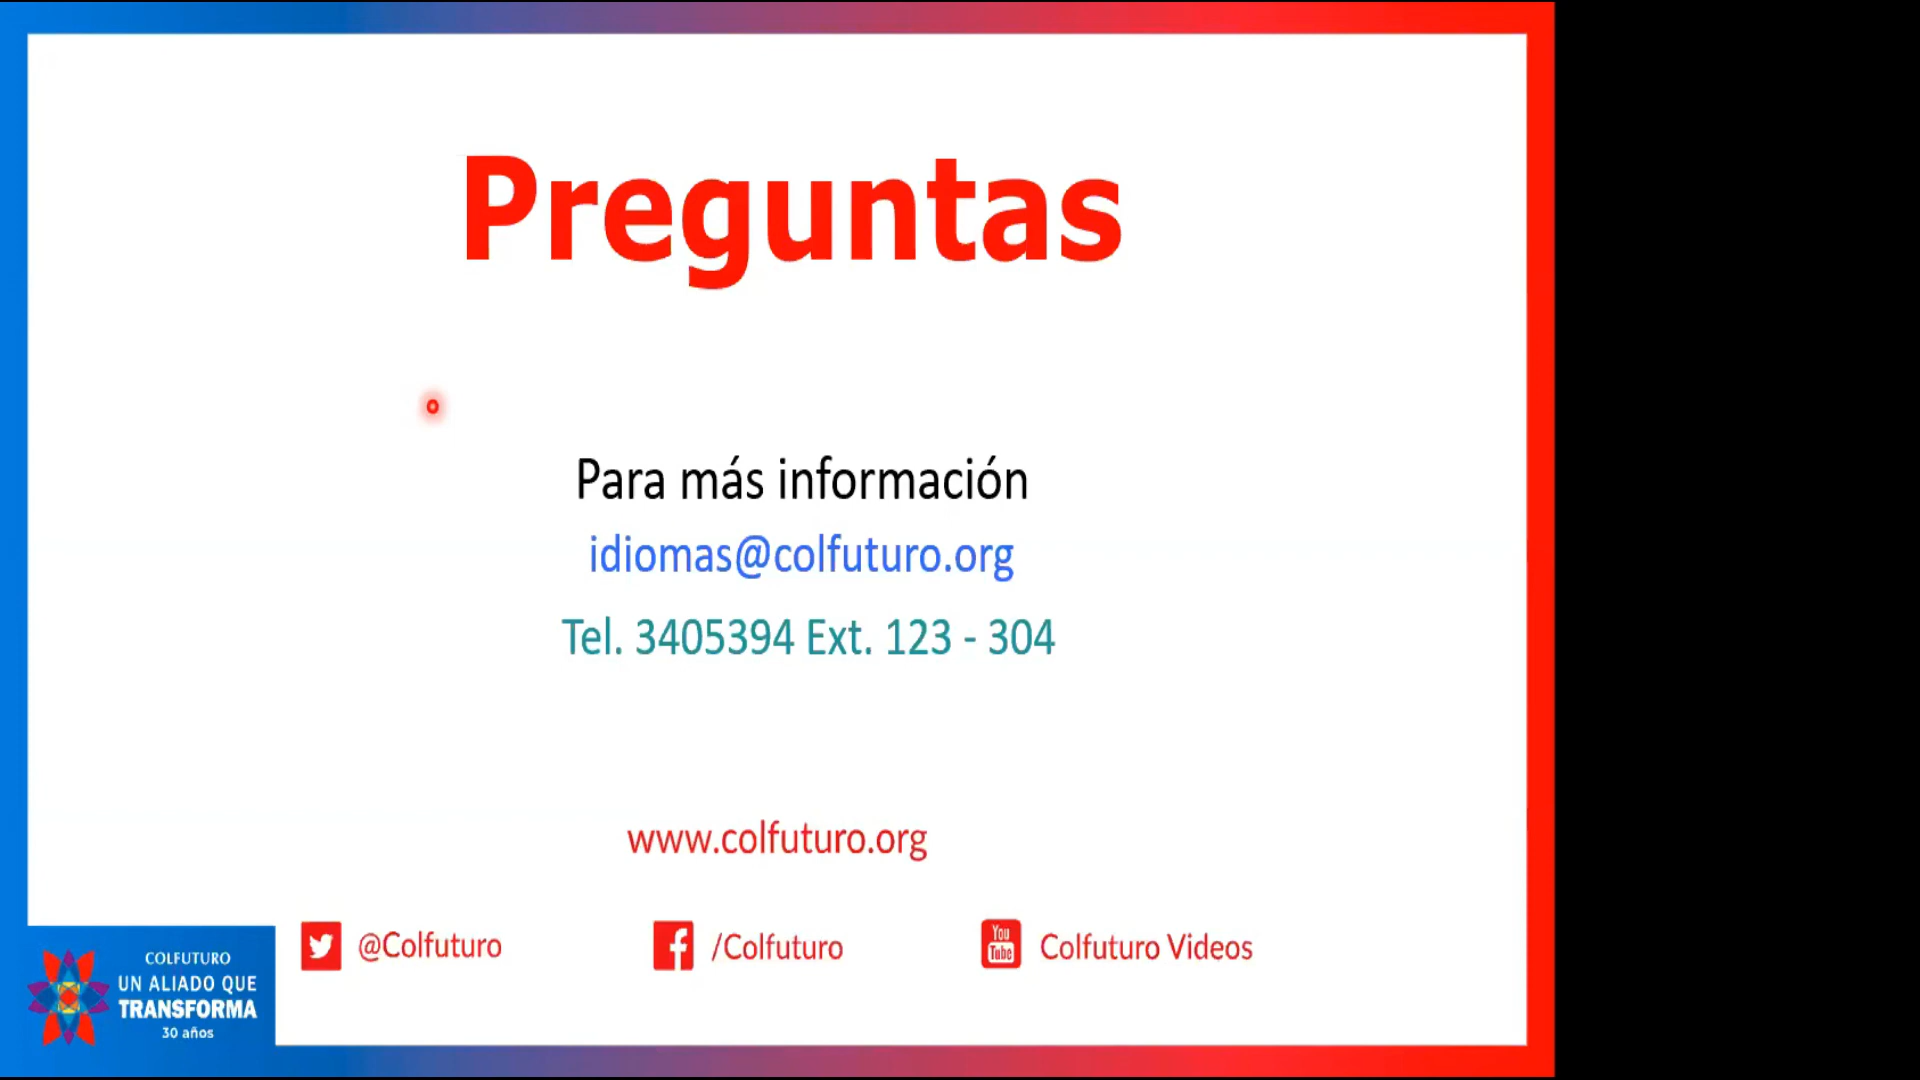 Preguntas
Para más información
idiomas@colfuturo.org
Tel. 3405394 Ext. 123 - 304
www.colfuturo.org
@Colfuturo
/Colfuturo
You Tube
Colfuturo Videos
COLFUTURO
UN ALIADO QUE
TRANSFORMA
30 años